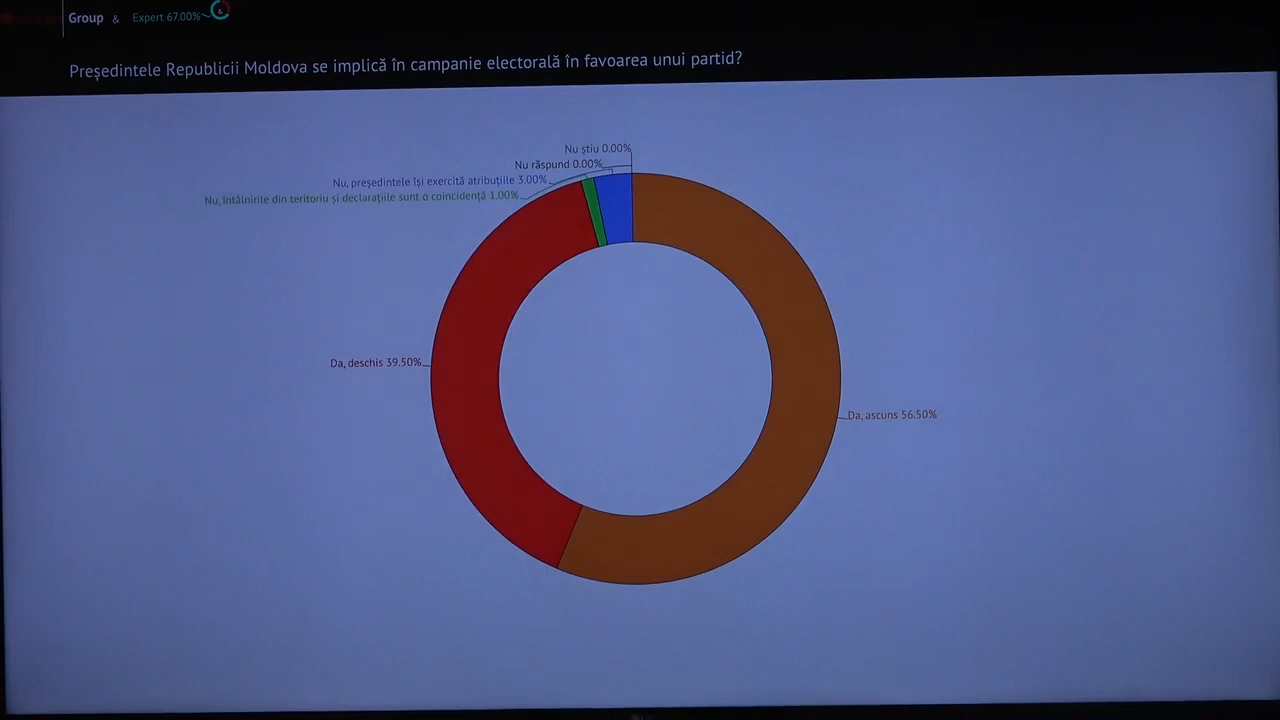 Group & Expert 67.00%
Președintele Republicii Moldova se implică în campanie electorală în favoarea unui partid?
Nu știu 0.00%
Nu răspund 0.00%
Nu, președintele își exercită atribuțiile 3.00%
Nu, întâlnirile din teritoriu și declarațiile sunt o coincidență 1.00%
Da, deschis 39.50%
Da, ascuns 56.50%